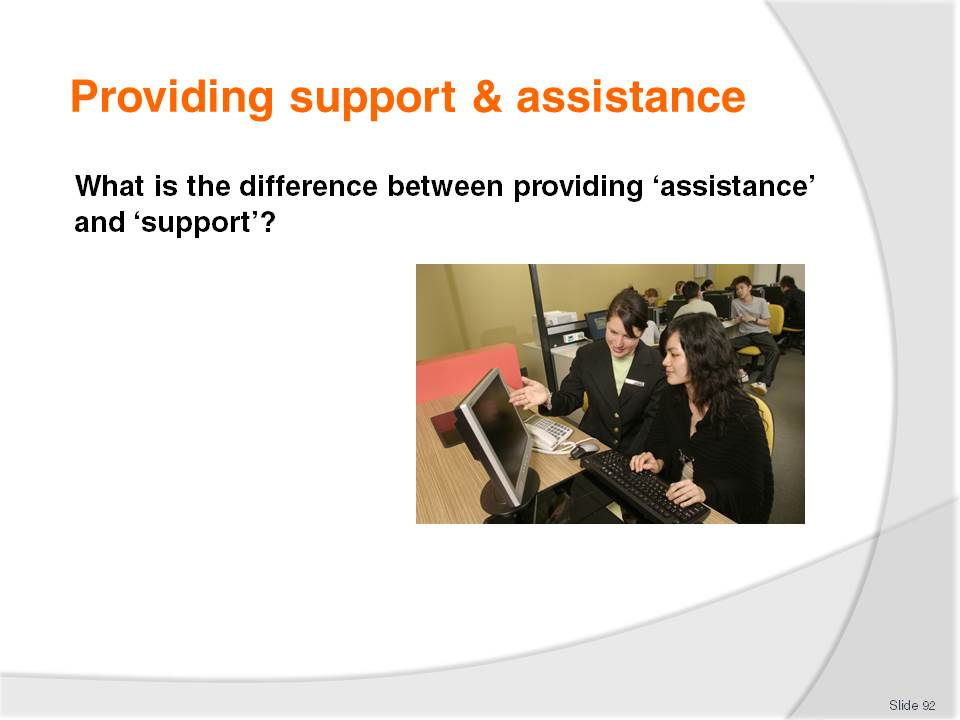 Providing support & assistance
What is the difference between providing ‘assistance’
and ‘support’?
Slide 92